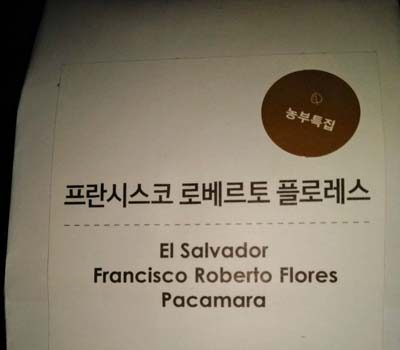 농부특집
프란시스코 로베르토 플로레스
El Salvador
Francisco Roberto Flores
Pacamara